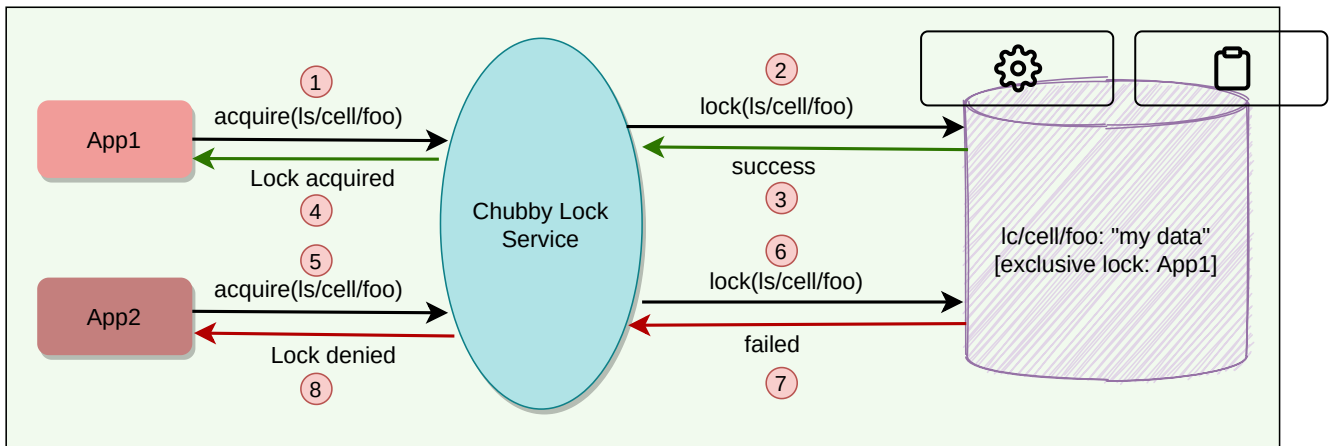 1
acquire(ls/cell/foo)
App1
Lock acquired
4
2
lock(ls/cell/foo)
success
3
Chubby Lock
Service
5
acquire(ls/cell/foo)
App2
Lock denied
8
6
lock(ls/cell/foo)
failed
7
lc/cell/foo: "my data"
[exclusive lock: App1]